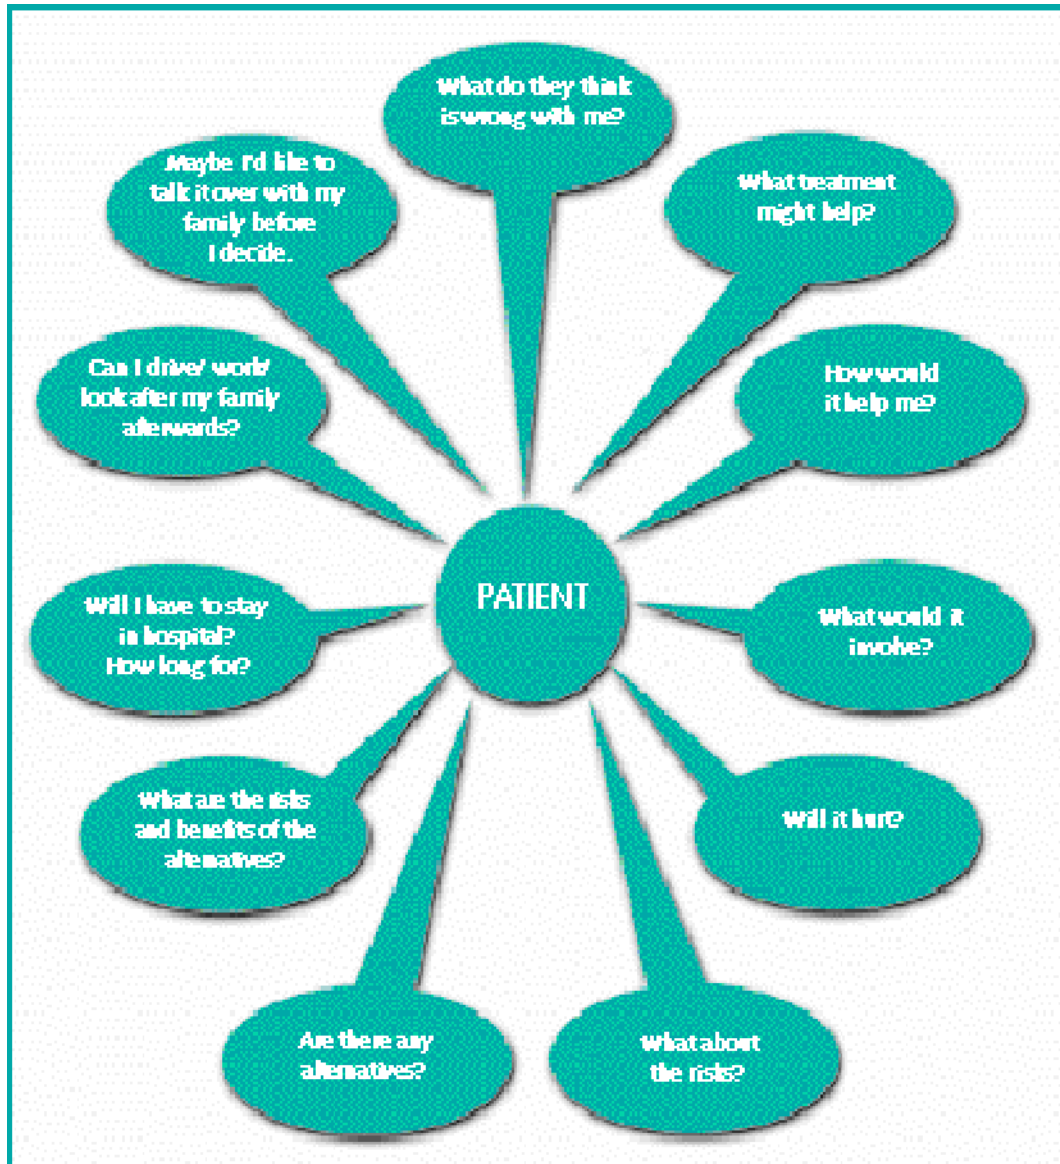 What do they think
is wrong with me?
What treatment
might help?
How would
it help me?
What would it
involve?
Will it hurt?
What about
the risks?
Are there any
alternatives?
What are the risks
and benefits of the
alternatives?
Will I have to stay
in hospital?
How long for?
Can I drive/ work/
look after my family
afterwards?
Maybe I'd like to
talk it over with my
family before
I decide.
PATIENT